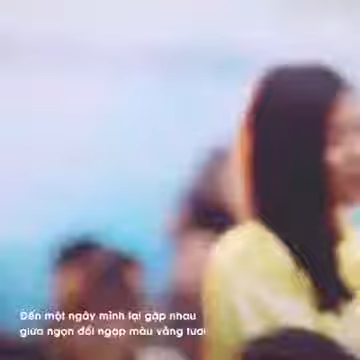 Đến một ngày mình lại gặp nhau
giữa ngọn đồi ngập màu vàng tươi